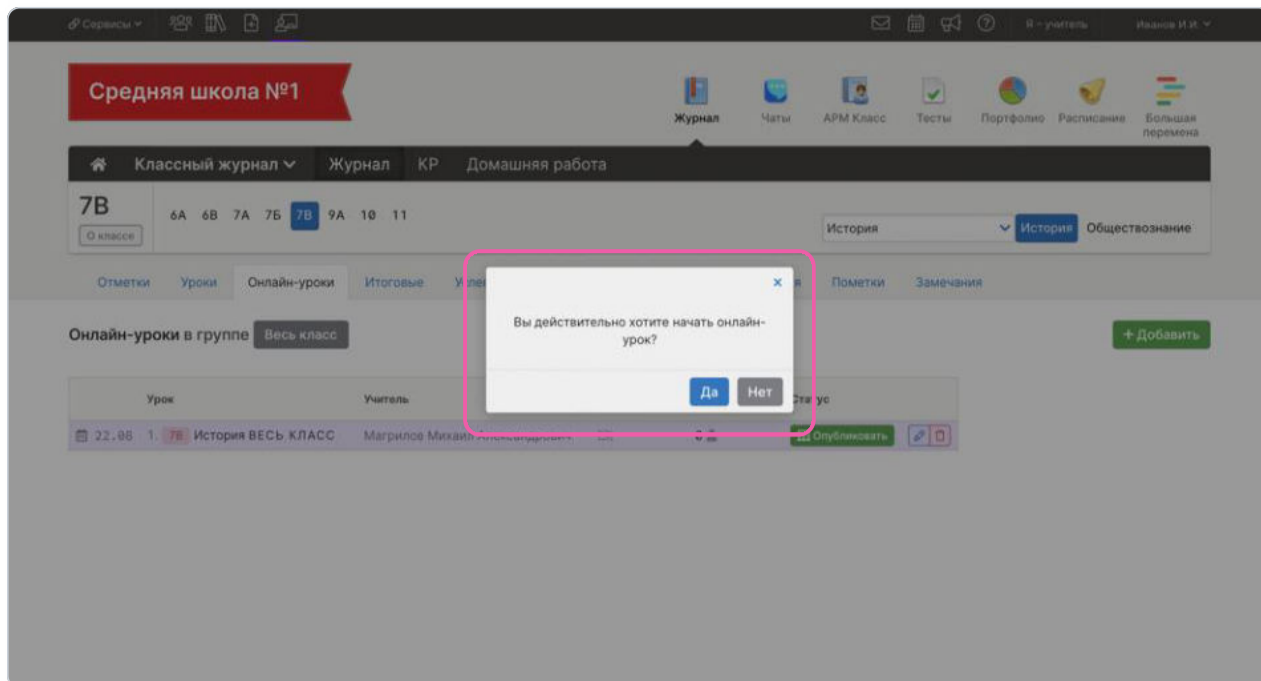 Сервисы
Я - учитель
Иванов И.И.
Средняя школа №1
Журнал
Чаты
АРМ Класс
Тесты
Портфолио
Расписание
Большая
перемена
Классный журнал Журнал КР Домашняя работа
7В
О классе
6А 6В 7А 7Б 7В 9А 10 11
История
История
Обществознание
Отметки Уроки Онлайн-уроки Итоговые
Пометки Замечания
Вы действительно хотите начать онлайн-
урок?
Да Нет
Онлайн-уроки в группе Весь класс
+ Добавить
Урок Учитель
22.08 1. 7В История ВЕСЬ КЛАСС Магрилов Михаил Александрович
Опубликовать